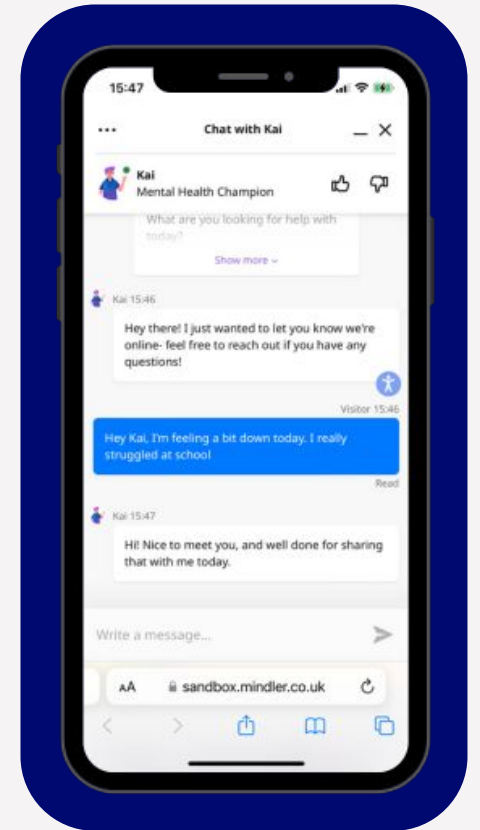 15:47
Chat with Kai
Kai
Mental Health Champion
What are you looking for help with
today?
Show more
Kai 15:46
Hey there! I just wanted to let you know we're
online- feel free to reach out if you have any
questions!
Visitor 15:46
Hey Kai, I'm feeling a bit down today. I really
struggled at school
Read
Kai 15:47
Hi! Nice to meet you, and well done for sharing
that with me today.
Write a message...
AA sandbox.mindler.co.uk